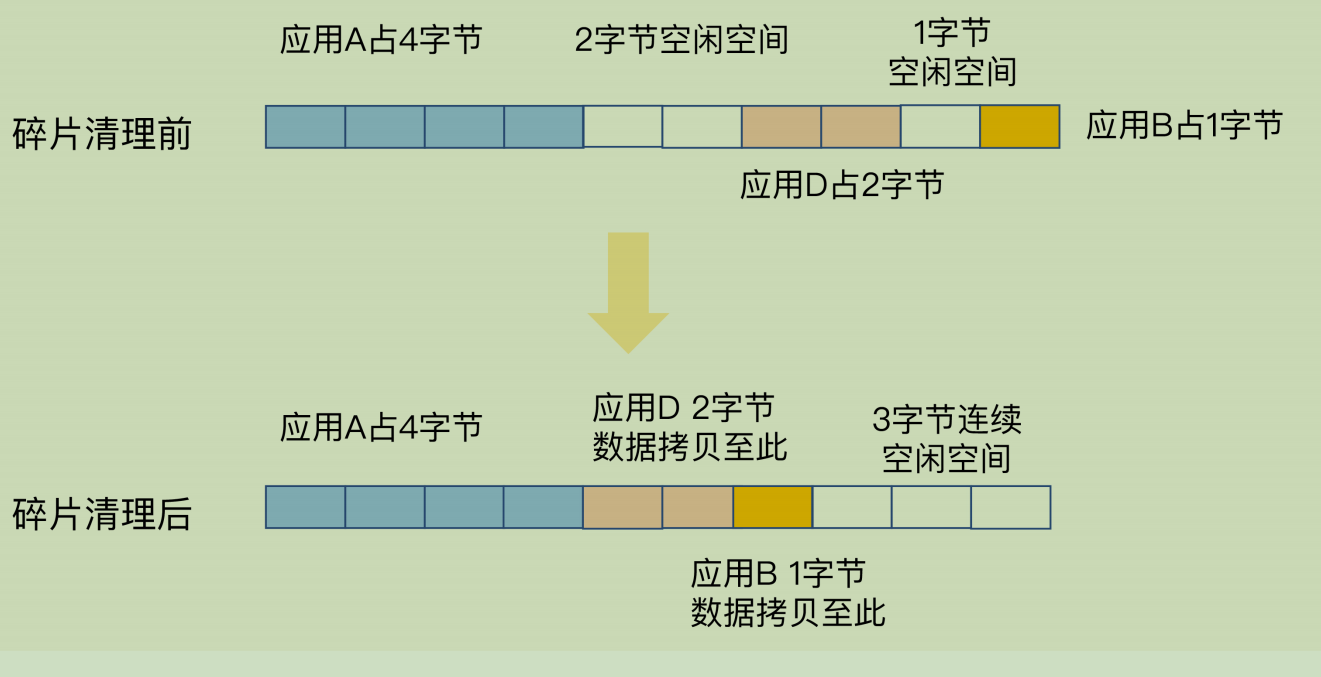 应用A占4字节
2字节空闲空间
1字节
空闲空间
碎片清理前
应用B占1字节
应用D占2字节
应用A占4字节
应用D 2字节
数据拷贝至此
3字节连续
空闲空间
碎片清理后
应用B 1字节
数据拷贝至此